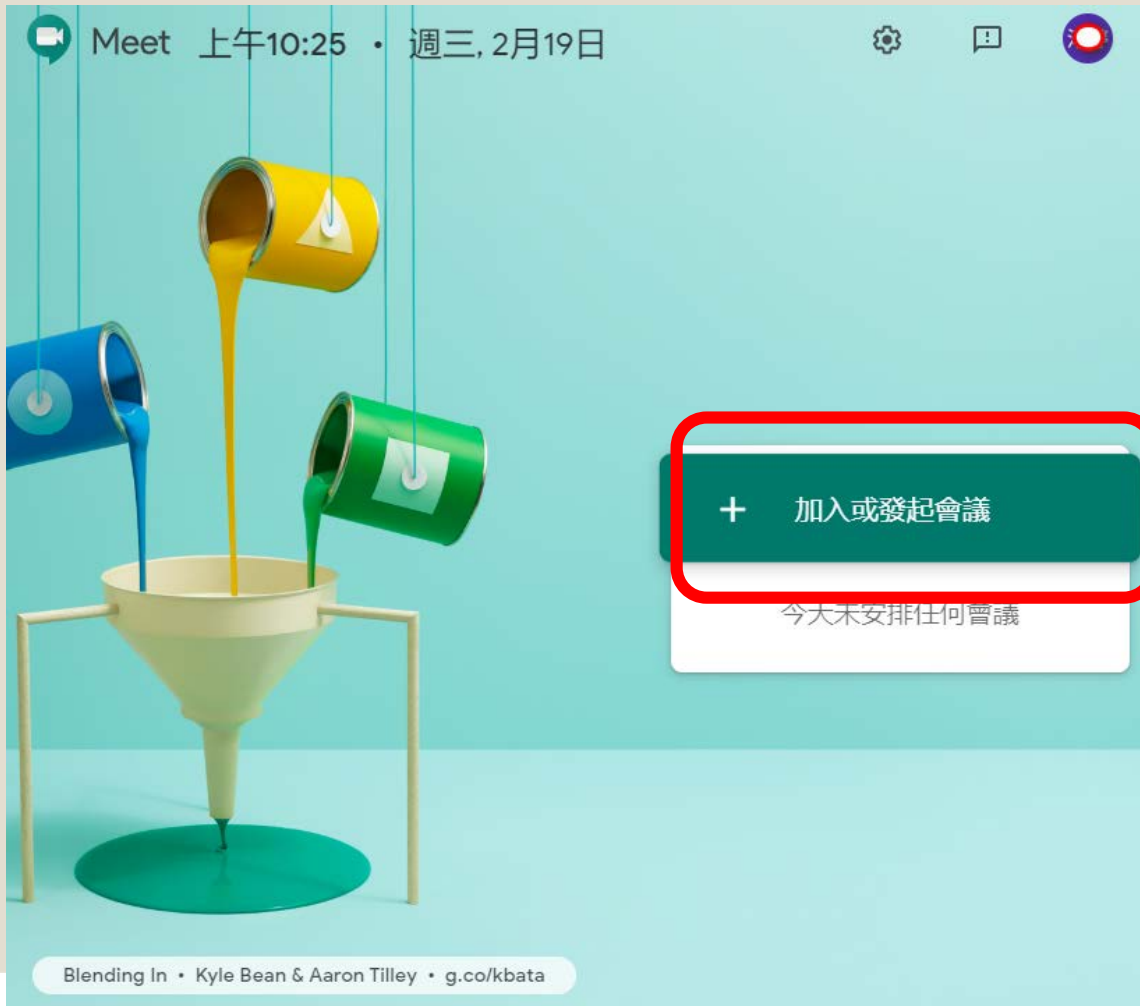 Meet 上午10:25 • 週三, 2月19日
+ 加入或發起會議
今天未安排任何會議
Blending In • Kyle Bean & Aaron Tilley • g.co/kbata